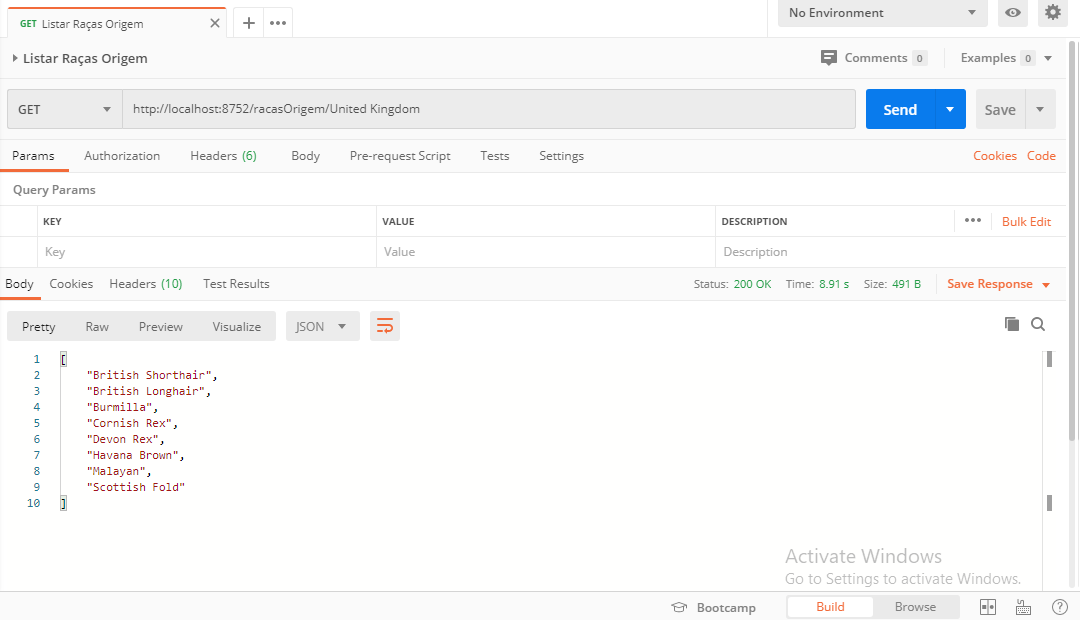 GET Listar Raças Origem
No Environment
Listar Raças Origem
Comments 0
Examples 0
GET
http://localhost:8752/racasOrigem/United Kingdom
Send
Save
Params Authorization Headers (6) Body Pre-request Script Tests Settings Cookies Code
Query Params
KEY VALUE DESCRIPTION Bulk Edit
Key Value Description
Body Cookies Headers (10) Test Results Status: 200 OK Time: 8.91 s Size: 491 B Save Response
Pretty Raw Preview Visualize JSON
1 [
2 "British Shorthair",
3 "British Longhair",
4 "Burmilla",
5 "Cornish Rex",
6 "Devon Rex",
7 "Havana Brown",
8 "Malayan",
9 "Scottish Fold"
10 ]
Activate Windows
Go to Settings to activate Windows.
Bootcamp Build Browse